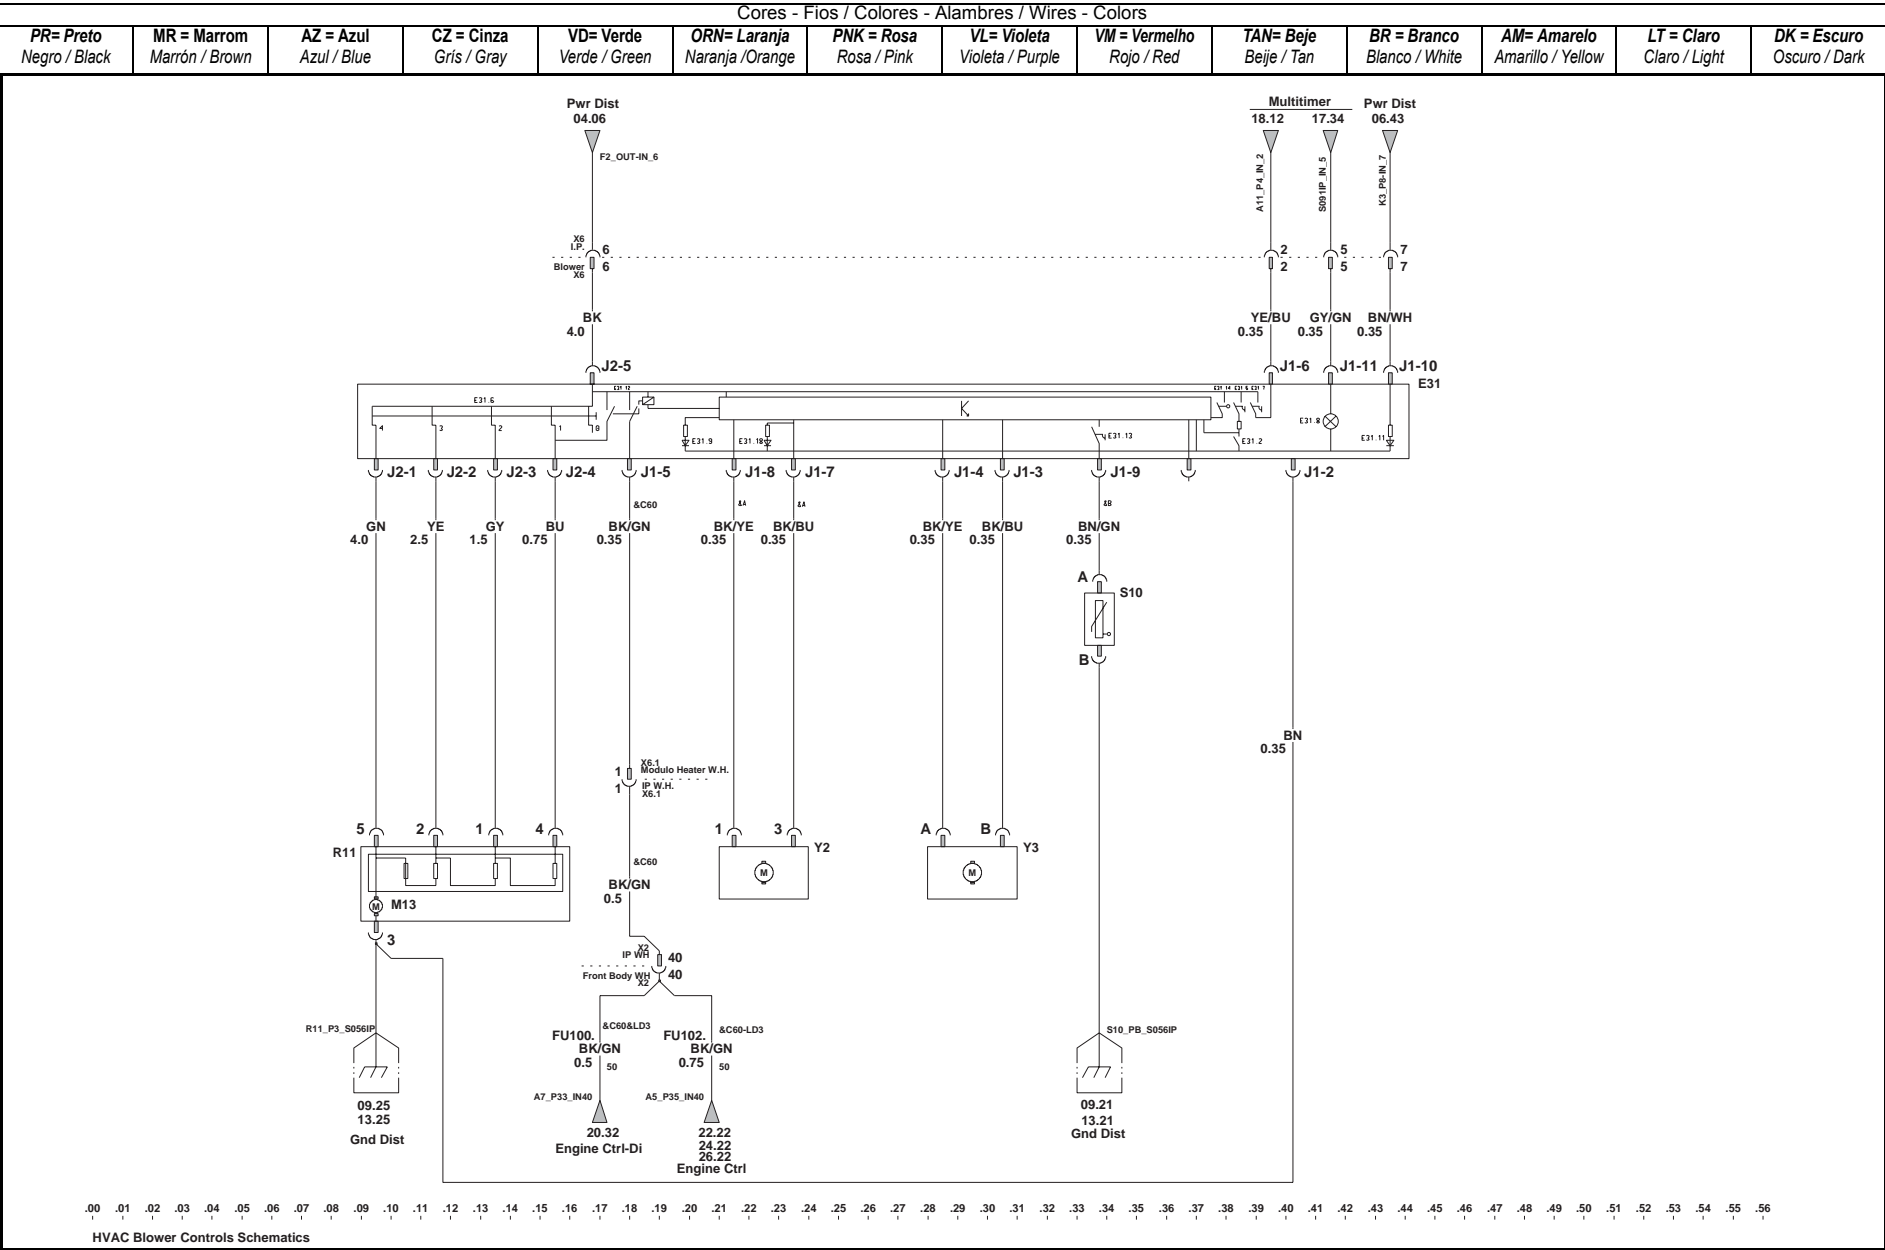 Cores - Fios / Colores - Alambres / Wires - Colors
PR= Preto
Negro / Black
MR = Marrom
Marrón / Brown
AZ = Azul
Azul / Blue
CZ = Cinza
Grís / Gray
VD= Verde
Verde / Green
ORN= Laranja
Naranja /Orange
PNK = Rosa
Rosa / Pink
VL= Violeta
Violeta / Purple
VM = Vermelho
Rojo / Red
TAN= Beje
Beije / Tan
BR = Branco
Blanco / White
AM= Amarelo
Amarillo / Yellow
LT = Claro
Claro / Light
DK = Escuro
Oscuro / Dark
Pwr Dist
04.06
F2_OUT-IN_6
Multitimer
18.12
17.34
Pwr Dist
06.43
A11_P4_IN_2
S091IP_IN_5
K3_P8-IN_7
X6
I.P.
6
2
5
7
Blower
X6
6
2
5
7
BK
4.0
YE/BU
0.35
GY/GN
0.35
BN/WH
0.35
J2-5
J1-6
J1-11
J1-10
E31
E31.6
E31 12
K
E31 14
E31 6
E31 7
4
3
2
1
0
E31.9
E31.10
E31.13
E31.2
E31.8
E31.11
J2-1
J2-2
J2-3
J2-4
J1-5
J1-8
J1-7
J1-4
J1-3
J1-9
J1-2
&C60
&A
&A
&B
GN
4.0
YE
2.5
GY
1.5
BU
0.75
BK/GN
0.35
BK/YE
0.35
BK/BU
0.35
BK/YE
0.35
BK/BU
0.35
BN/GN
0.35
A
S10
B
BN
0.35
X6.1
1
Modulo Heater W.H.
1
IP W.H.
X6.1
5
2
1
4
1
3
A
B
R11
M
M13
3
M
Y2
M
Y3
&C60
BK/GN
0.5
X2
IP WH
40
Front Body WH
X2
40
R11_P3_S056IP
09.25
13.25
Gnd Dist
FU100.
&C60&LD3
BK/GN
0.5
50
A7_P33_IN40
20.32
Engine Ctrl-Di
FU102.
&C60-LD3
BK/GN
0.75
50
A5_P35_IN40
22.22
24.22
26.22
Engine Ctrl
S10_PB_S056IP
09.21
13.21
Gnd Dist
.00 .01 .02 .03 .04 .05 .06 .07 .08 .09 .10 .11 .12 .13 .14 .15 .16 .17 .18 .19 .20 .21 .22 .23 .24 .25 .26 .27 .28 .29 .30 .31 .32 .33 .34 .35 .36 .37 .38 .39 .40 .41 .42 .43 .44 .45 .46 .47 .48 .49 .50 .51 .52 .53 .54 .55 .56
HVAC Blower Controls Schematics